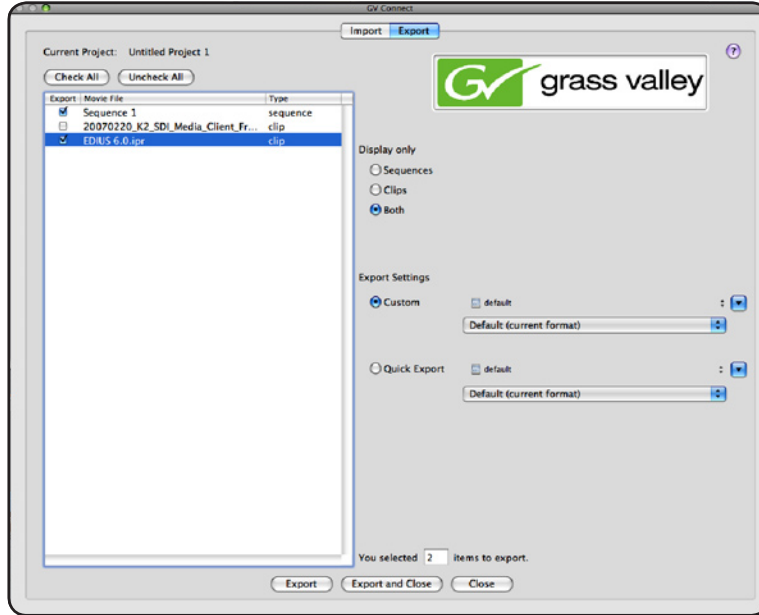 GV Connect
Import Export
Current Project: Untitled Project 1
?
Check All Uncheck All
GV grass valley
Export Movie File Type
Sequence 1 sequence
20070220_K2_SDI_Media_Client_Fr... clip
EDIUS 6.0.ipr clip
Display only
Sequences
Clips
Both
Export Settings
Custom default :
Default (current format)
Quick Export default :
Default (current format)
You selected 2 items to export.
Export Export and Close Close